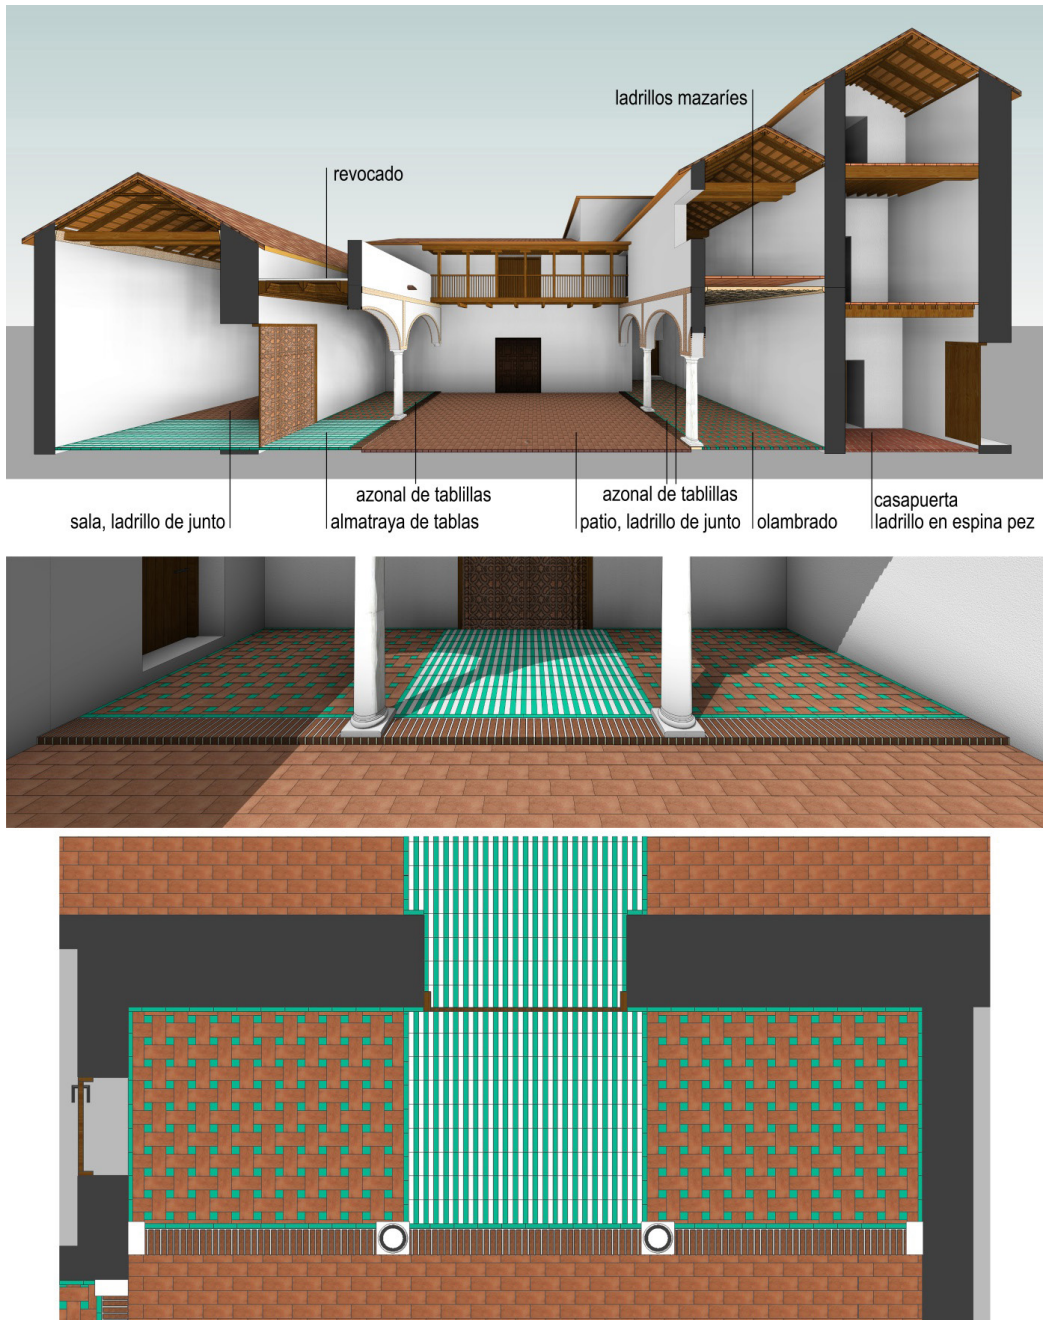 ladrillos mazaríes
revocado
azonal de tablillas
azonal de tablillas
casapuerta
sala, ladrillo de junto
almatraya de tablas
patio, ladrillo de junto
olambrado
ladrillo en espina pez